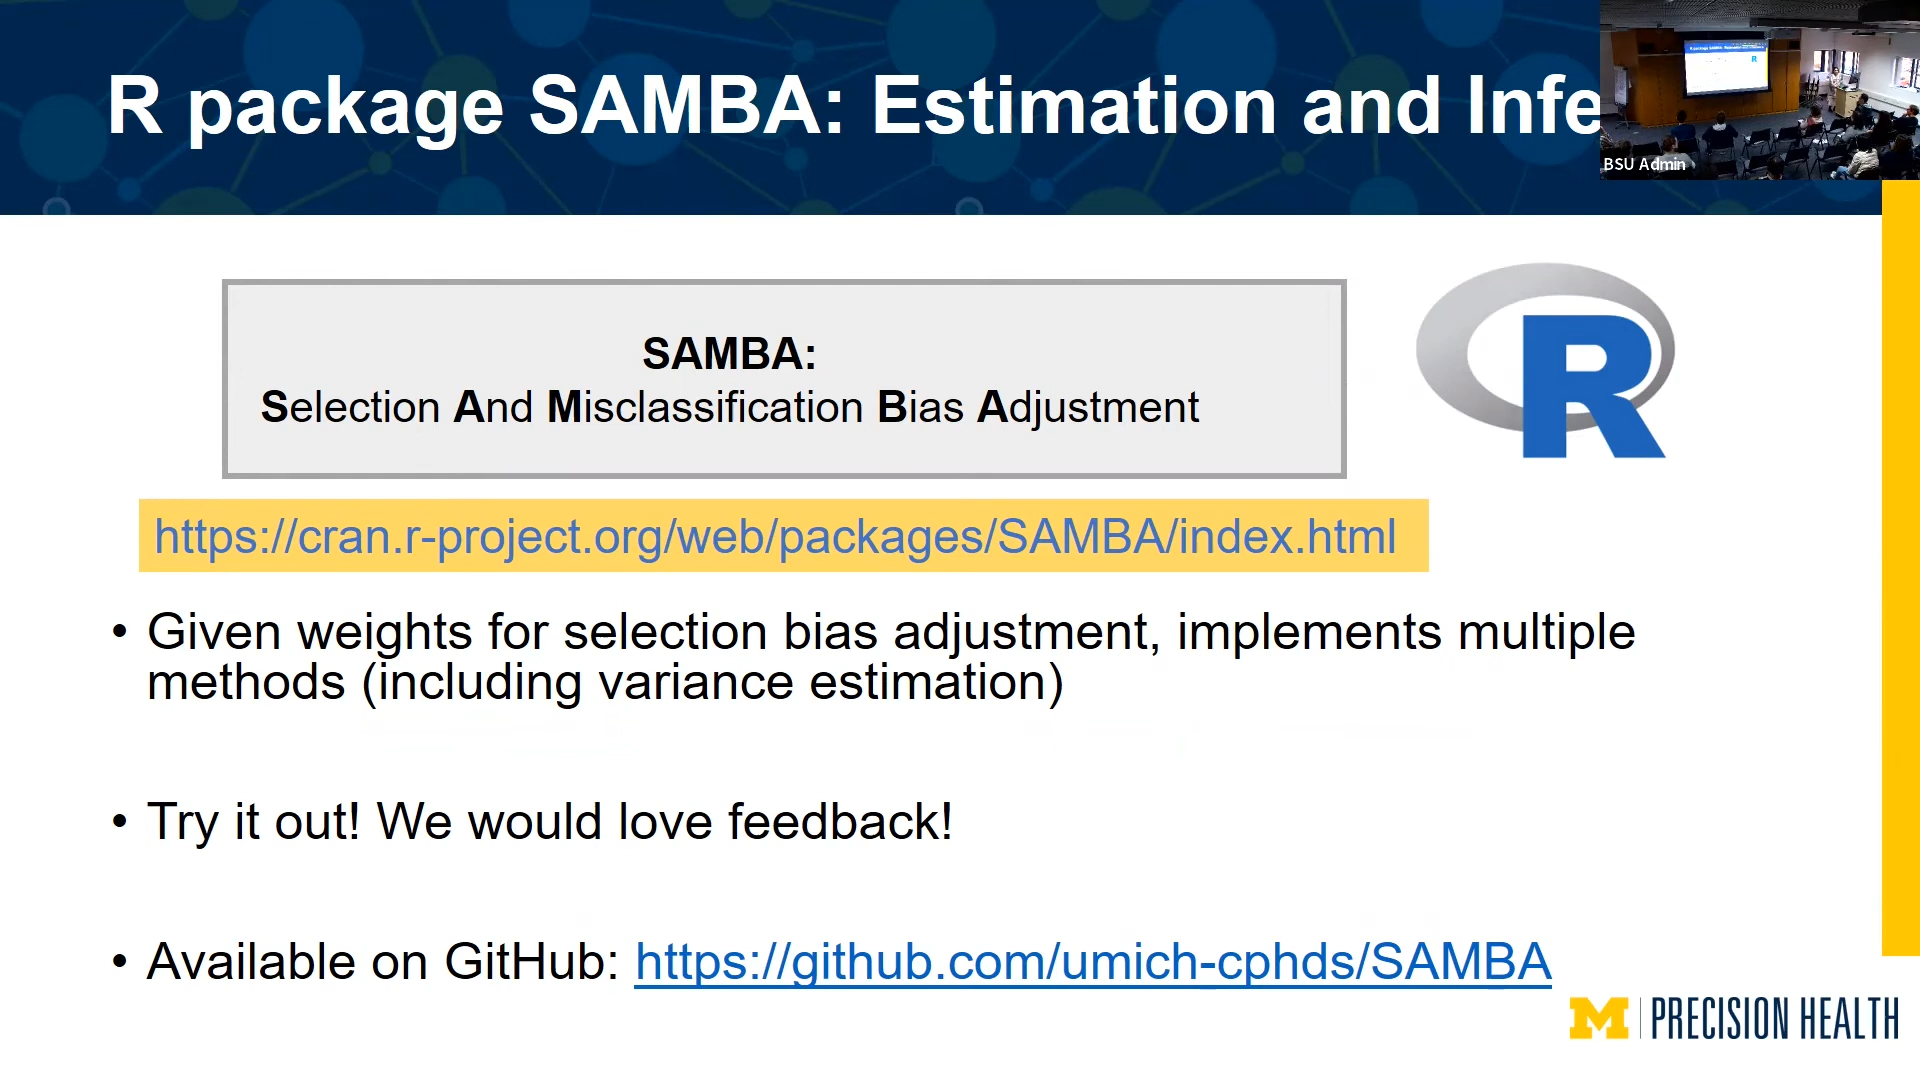 R package SAMBA: Estimation and Infe
BSU Admin
SAMBA:
Selection And Misclassification Bias Adjustment
R
https://cran.r-project.org/web/packages/SAMBA/index.html
• Given weights for selection bias adjustment, implements multiple
methods (including variance estimation)
• Try it out! We would love feedback!
• Available on GitHub: https://github.com/umich-cphds/SAMBA
M | PRECISION HEALTH